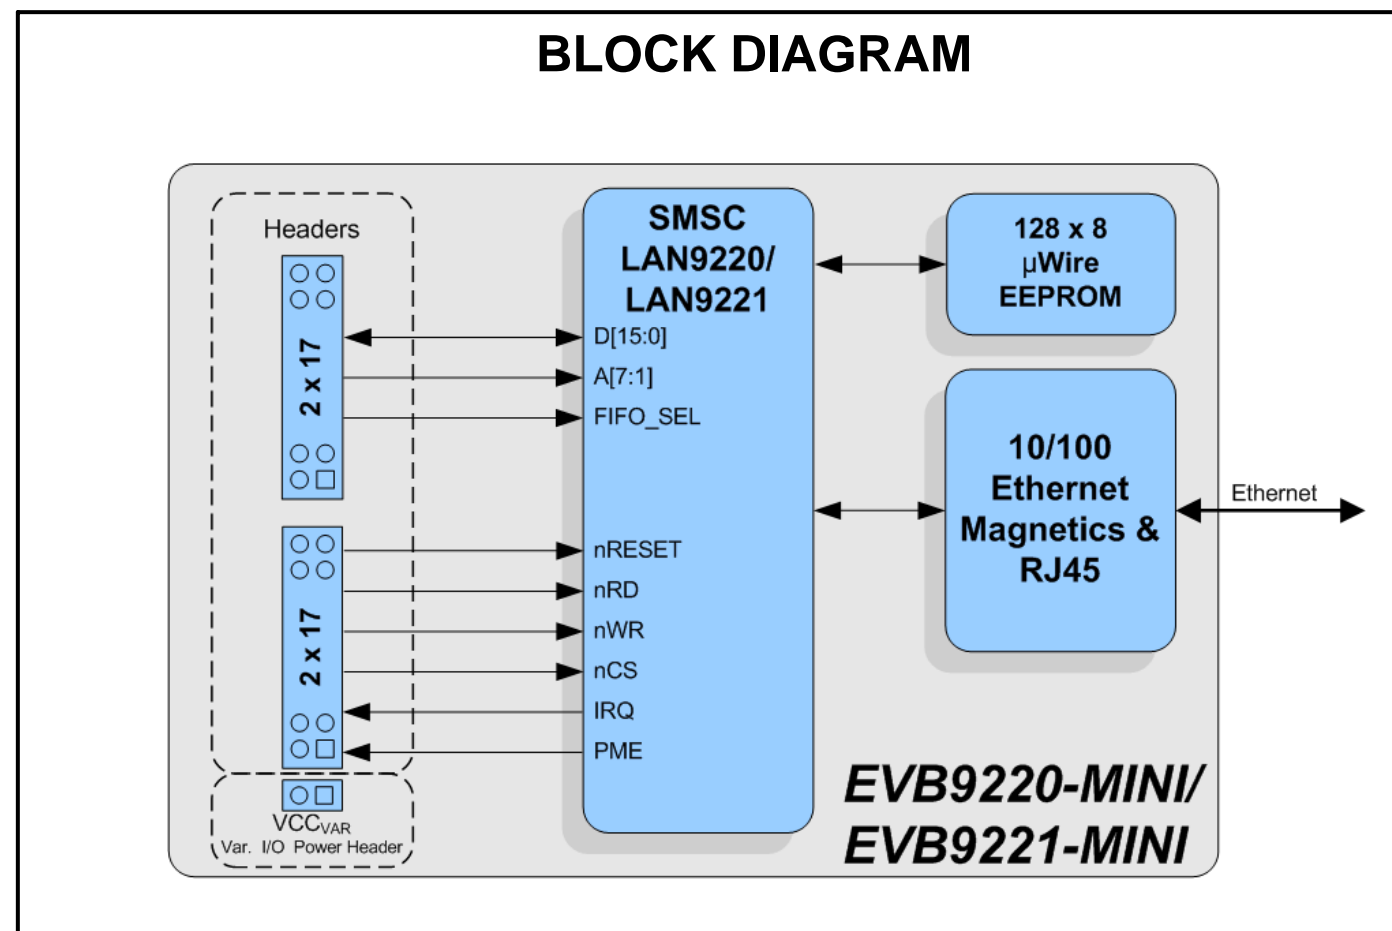 BLOCK DIAGRAM
Headers
2 x 17
2 x 17
VCCVAR
Var. I/O Power Header
SMSC
LAN9220/
LAN9221
D[15:0]
A[7:1]
FIFO_SEL
nRESET
nRD
nWR
nCS
IRQ
PME
128 x 8
µWire
EEPROM
10/100
Ethernet
Magnetics &
RJ45
Ethernet
EVB9220-MINI/
EVB9221-MINI